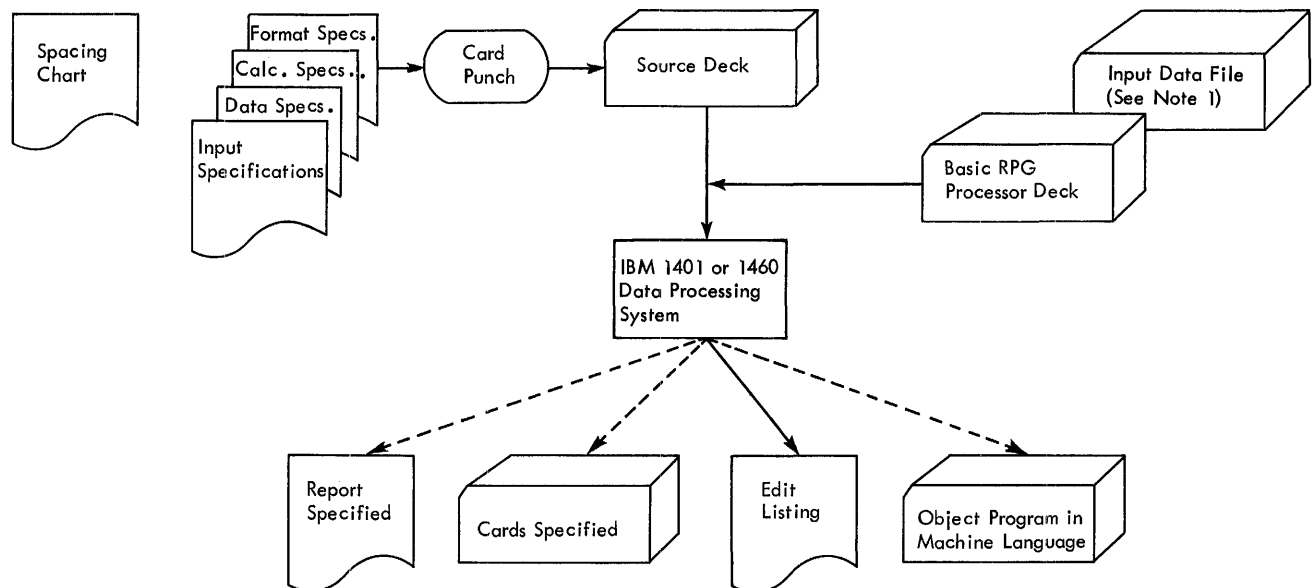 Spacing
Chart
Format Specs.
Calc. Specs..
Data Specs.
Input
Specifications
Card
Punch
Source Deck
Input Data File
(See Note 1)
Basic RPG
Processor Deck
IBM 1401 or 1460
Data Processing
System
Report
Specified
Cards Specified
Edit
Listing
Object Program in
Machine Language